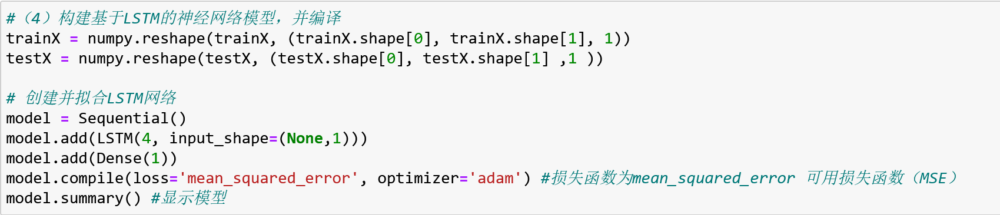 #（4）构建基于LSTM的神经网络模型，并编译
trainX = numpy.reshape(trainX, (trainX.shape[0], trainX.shape[1], 1))
testX = numpy.reshape(testX, (testX.shape[0], testX.shape[1] ,1 ))
# 创建并拟合LSTM网络
model = Sequential()
model.add(LSTM(4, input_shape=(None,1)))
model.add(Dense(1))
model.compile(loss='mean_squared_error', optimizer='adam') #损失函数为mean_squared_error 可用损失函数（MSE）
model.summary() #显示模型